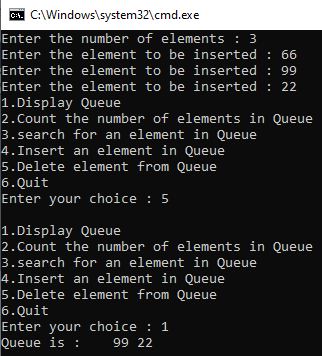 C:\Windows\system32\cmd.exe
Enter the number of elements : 3
Enter the element to be inserted : 66
Enter the element to be inserted : 99
Enter the element to be inserted : 22
1.Display Queue
2.Count the number of elements in Queue
3.search for an element in Queue
4.Insert an element in Queue
5.Delete element from Queue
6.Quit
Enter your choice : 5
1.Display Queue
2.Count the number of elements in Queue
3.search for an element in Queue
4.Insert an element in Queue
5.Delete element from Queue
6.Quit
Enter your choice : 1
Queue is :    99 22